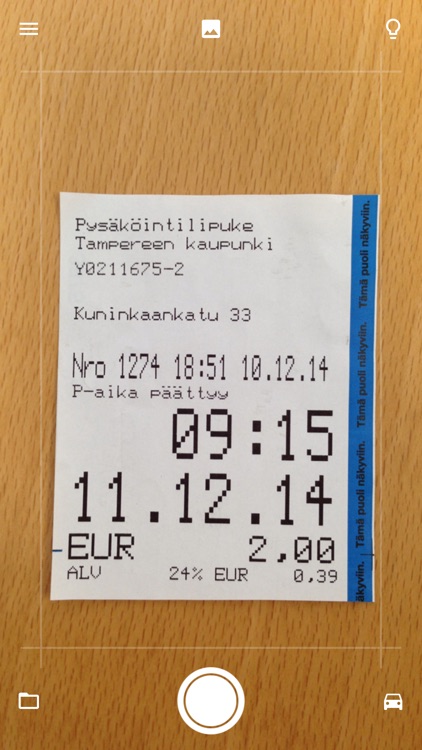 Pysäköintilipuke
Tampereen kaupunki
Y0211675-2
Kuninkaankatu 33
Nro 1274 18:51 10.12.14
P-aika päättyy
09:15
11.12.14
EUR 2,00
ALV 24% EUR 0,39
Tämä puoli näkyviin.
Tämä puoli näkyviin.
Tämä puoli näkyviin.
äkyviin.